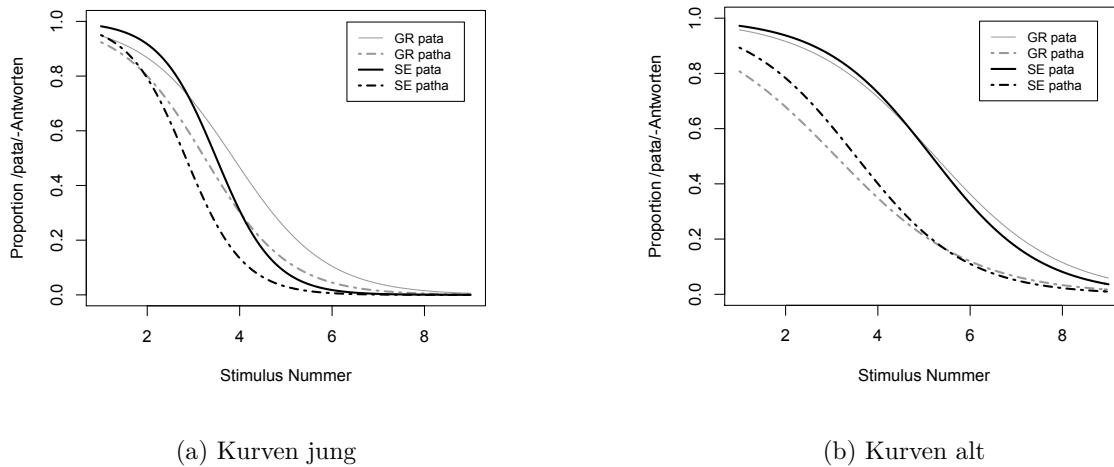 1.0
0.8
0.6
0.4
0.2
0.0
Proportion /pata/-Antworten
GR pata
GR patha
SE pata
SE patha
2 4 6 8
Stimulus Nummer
(a) Kurven jung
1.0
0.8
0.6
0.4
0.2
0.0
Proportion /pata/-Antworten
GR pata
GR patha
SE pata
SE patha
2 4 6 8
Stimulus Nummer
(b) Kurven alt